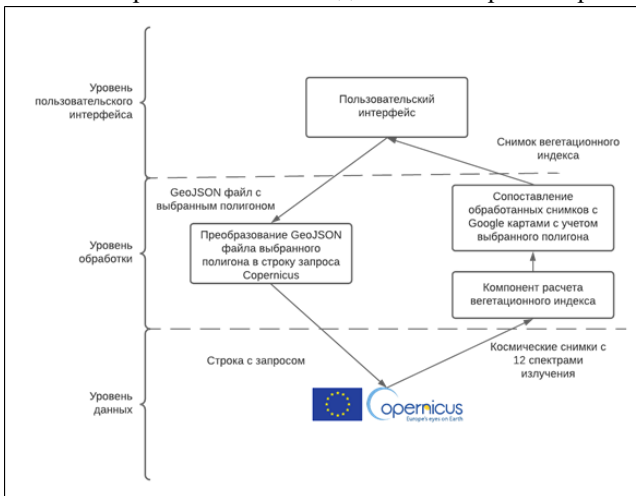 Уровень
пользовательского
интерфейса
Пользовательский
интерфейс
Снимок вегетационного
индекса
GeoJSON файл с
выбранным полигоном
Сопоставление
обработанных снимков с
Google картами с учетом
выбранного полигона
Уровень
обработки
Преобразование GeoJSON
файла выбранного
полигона в строку запроса
Copernicus
Компонент расчета
вегетационного индекса
Строка с запросом
Космические снимки с
12 спектрами
излучения
Уровень
данных
opernicus
Europe's eyes on Earth